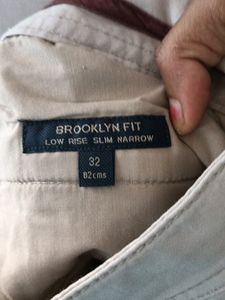 BROOKLYN FIT
LOW RISE SLIM NARROW
32
82cms